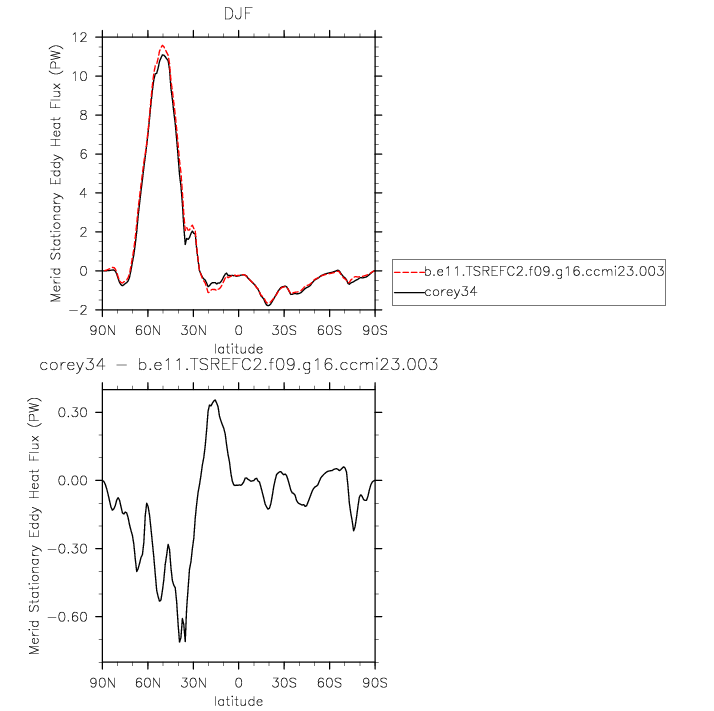 DJF
Merid Stationary Eddy Heat Flux (PW)
12
10
8
6
4
2
0
−2
90N 60N 30N 0 30S 60S 90S
latitude
b.e11.TSREFC2.f09.g16.ccmi23.003
corey34
corey34 − b.e11.TSREFC2.f09.g16.ccmi23.003
Merid Stationary Eddy Heat Flux (PW)
0.30
0.00
−0.30
−0.60
90N 60N 30N 0 30S 60S 90S
latitude